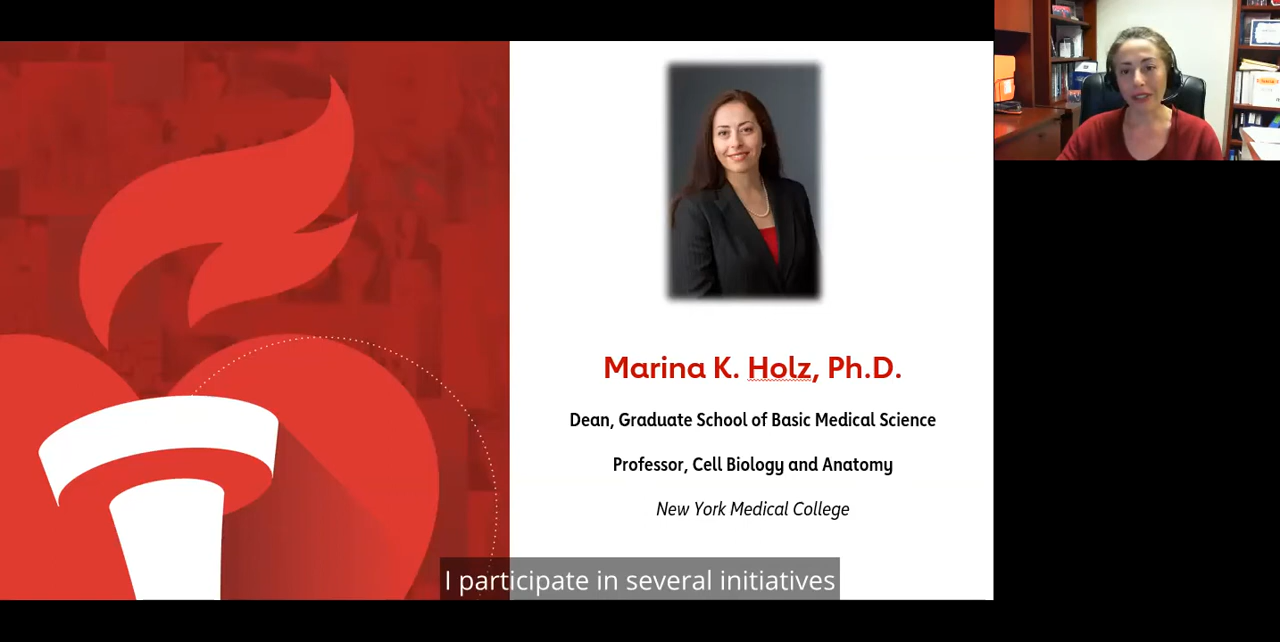 Marina K. Holz, Ph.D.
Dean, Graduate School of Basic Medical Science
Professor, Cell Biology and Anatomy
New York Medical College
I participate in several initiatives